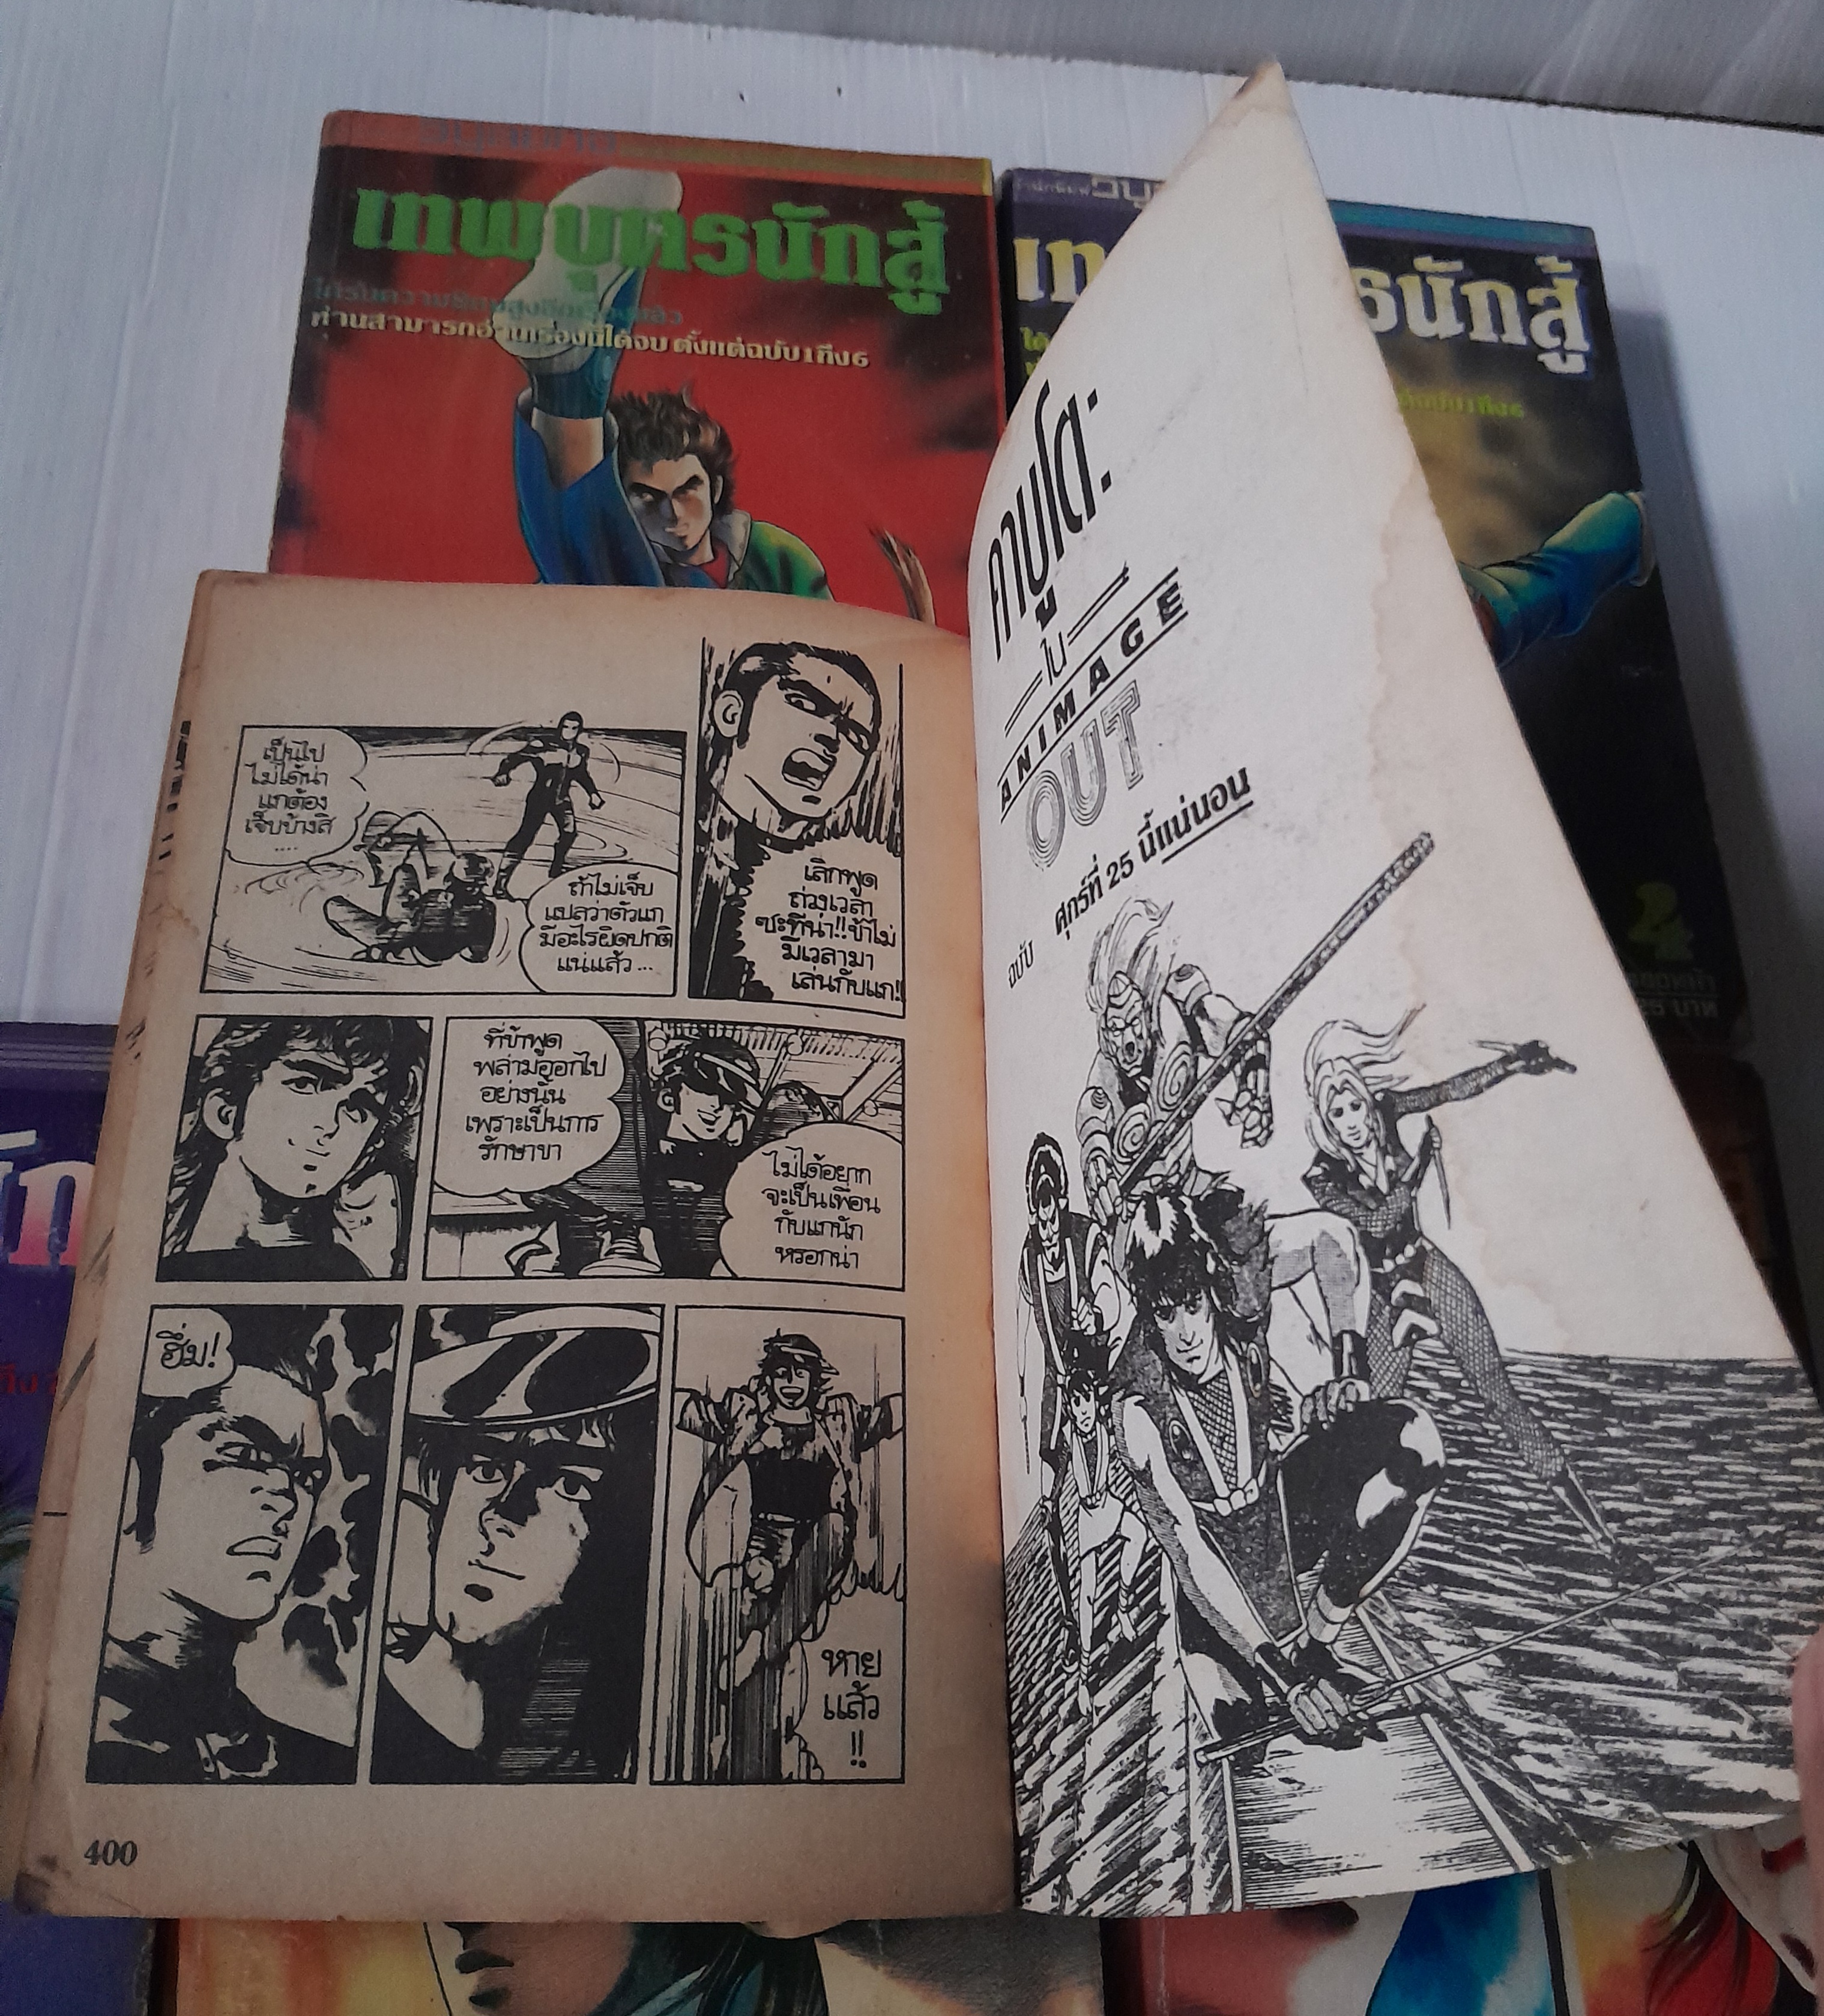 เทพบุตรนักสู้
ท่านสามารถอ่านเรื่องนี้ได้จบ ตั้งแต่ฉบับ 1 ถึง 6
รนักสู้
คาบูโตะ
ใน
ANIMAGE
OUT
ฉบับ ศุกร์ที่ 25 นี้แน่นอน
เป็นไป
ไม่ได้น่า
แกต้อง
เจ็บบ้างสิ
....
ถ้าไม่เจ็บ
แปลว่าตัวแก
มีอะไรผิดปกติ
แน่แล้ว...
เลิกพูด
ถ่วงเวลา
ซะทีน่า!!ข้าไม่
มีเวลามา
เล่นกับแก!
ที่ข้าพูด
พล่ามออกไป
อย่างนั้น
เพราะเป็นการ
รักษาขา
ไม่ได้อยาก
จะเป็นเพื่อน
กับแกนัก
หรอกน่า
ฮึ่ม!
หาย
แล้ว
!!
400